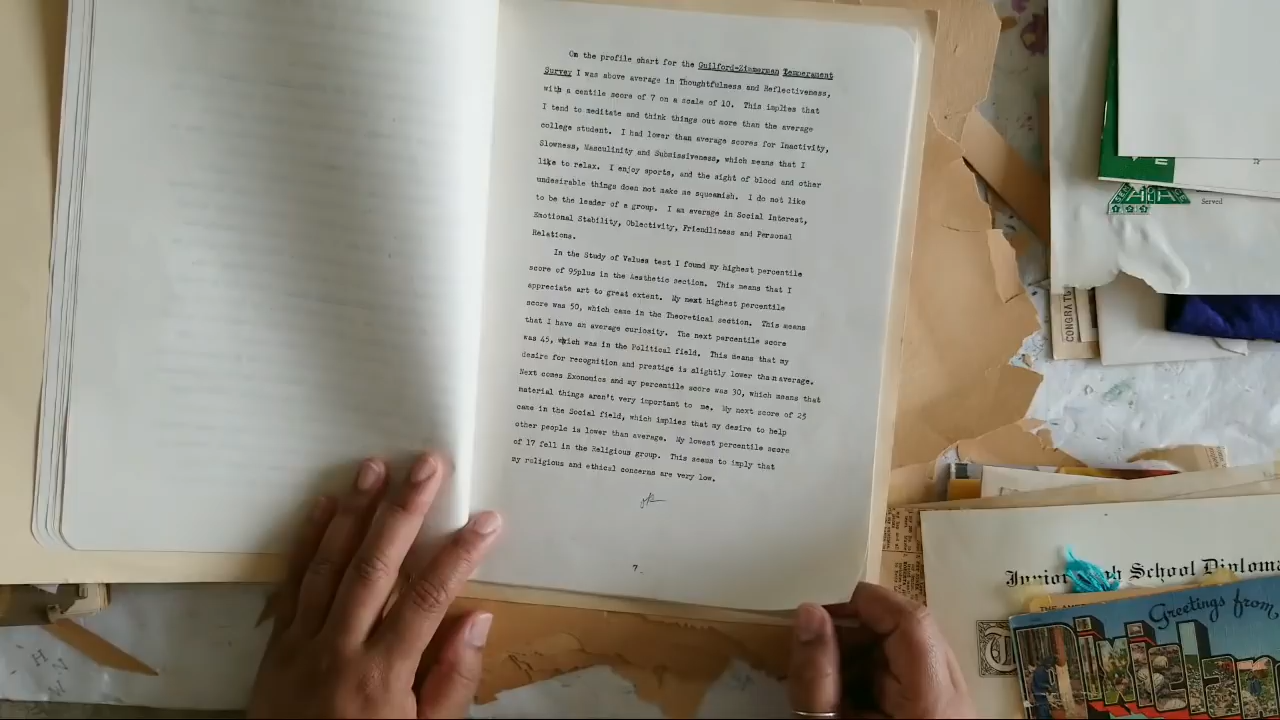 On the profile chart for the Guilford-Zimmerman Temperament
Survey I was above average in Thoughtfulness and Reflectiveness,
with a centile score of 7 on a scale of 10. This implies that
I tend to meditate and think things out more than the average
college student. I had lower than average scores for Inactivity,
Slowness, Masculinity and Submissiveness, which means that I
like to relax. I enjoy sports, and the sight of blood and other
undesirable things does not make me squeamish. I do not like
to be the leader of a group. I am average in Social Interest,
Emotional Stability, Objectivity, Friendliness and Personal
Relations.
In the Study of Values test I found my highest percentile
score of 95plus in the Aesthetic section. This means that I
appreciate art to great extent. My next highest percentile
score was 50, which came in the Theoretical section. This means
that I have an average curiosity. The next percentile score
was 45, which was in the Political field. This means that my
desire for recognition and prestige is slightly lower than average.
Next comes Exonomics and my percentile score was 30, which means that
material things aren't very important to me. My next score of 25
came in the Social field, which implies that my desire to help
other people is lower than average. My lowest percentile score
of 17 fell in the Religious group. This seems to imply that
my religious and ethical concerns are very low.
7.
Served
CONGRATU
Junior High School Diploma
Greetings from
Dixieland